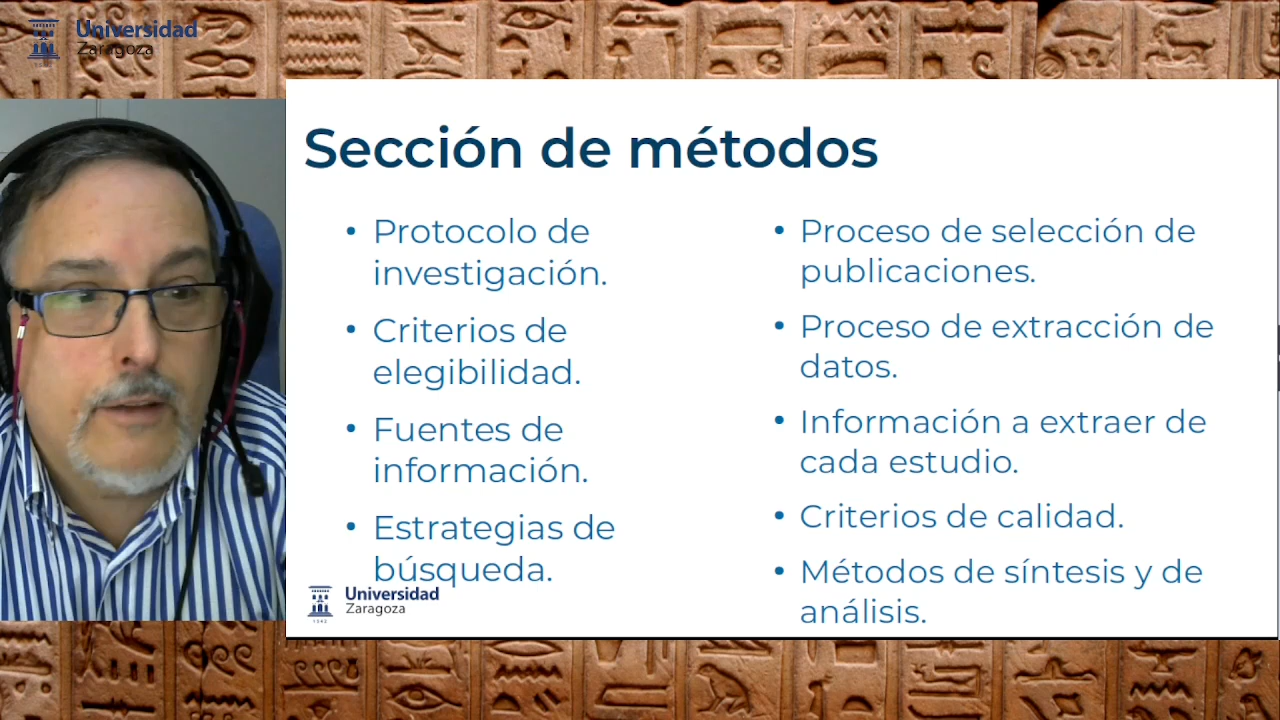 Universidad
Zaragoza
Sección de métodos
• Protocolo de
investigación.
• Criterios de
elegibilidad.
• Fuentes de
información.
• Estrategias de
búsqueda.
• Proceso de selección de
publicaciones.
• Proceso de extracción de
datos.
• Información a extraer de
cada estudio.
• Criterios de calidad.
• Métodos de síntesis y de
análisis.
Universidad
Zaragoza
1542